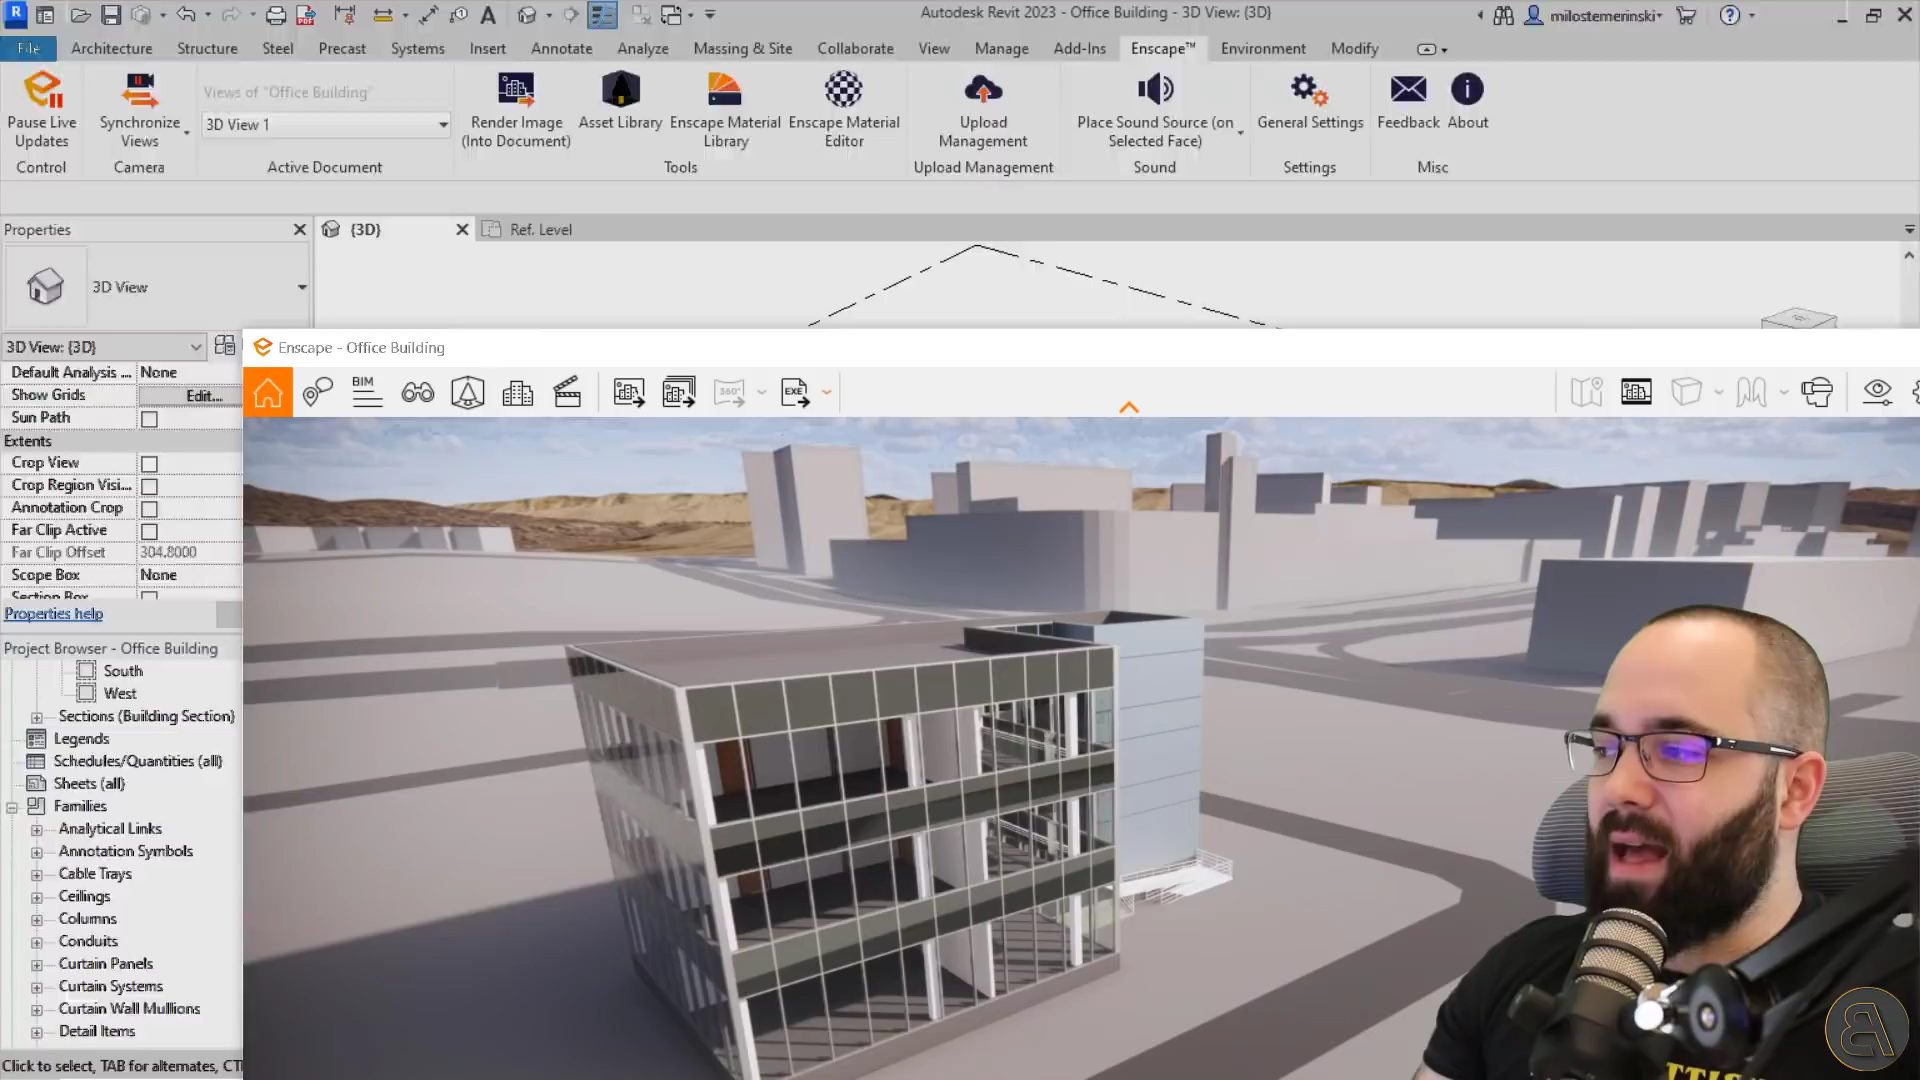 Autodesk Revit 2023 - Office Building - 3D View: {3D}
milostemerinski
File Architecture Structure Steel Precast Systems Insert Annotate Analyze Massing & Site Collaborate View Manage Add-Ins Enscape™ Environment Modify
Pause Live Updates
Control
Synchronize Views
Camera
Views of "Office Building"
3D View 1
Active Document
Render Image (Into Document)
Asset Library
Enscape Material Library
Enscape Material Editor
Tools
Upload Management
Upload Management
Place Sound Source (on Selected Face)
Sound
General Settings
Settings
Feedback
About
Misc
Properties
{3D}
Ref. Level
3D View
3D View: {3D}
Default Analysis ... None
Show Grids Edit...
Sun Path
Extents
Crop View
Crop Region Visi...
Annotation Crop
Far Clip Active
Far Clip Offset 304.8000
Scope Box None
Section Box
Properties help
Project Browser - Office Building
South
West
Sections (Building Section)
Legends
Schedules/Quantities (all)
Sheets (all)
Families
Analytical Links
Annotation Symbols
Cable Trays
Ceilings
Columns
Conduits
Curtain Panels
Curtain Systems
Curtain Wall Mullions
Detail Items
Click to select, TAB for alternates, CT
Enscape - Office Building
BIM
360°
EXE